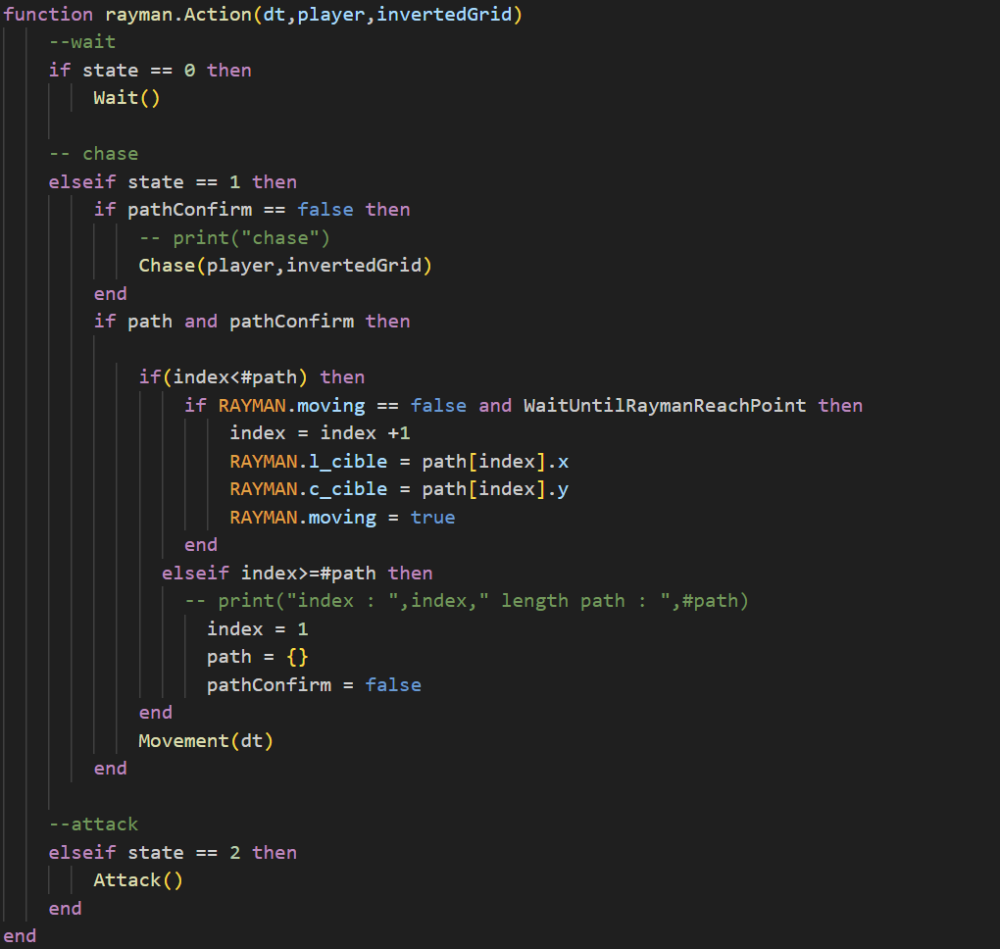 function rayman.Action(dt,player,invertedGrid)
    --wait
    if state == 0 then
        Wait()

    -- chase
    elseif state == 1 then
        if pathConfirm == false then
            -- print("chase")
            Chase(player,invertedGrid)
        end
        if path and pathConfirm then

            if(index<#path) then
                if RAYMAN.moving == false and WaitUntilRaymanReachPoint then
                    index = index +1
                    RAYMAN.l_cible = path[index].x
                    RAYMAN.c_cible = path[index].y
                    RAYMAN.moving = true
                end
              elseif index>=#path then
                -- print("index : ",index," length path : ",#path)
                  index = 1
                  path = {}
                  pathConfirm = false
            end
            Movement(dt)
        end

    --attack
    elseif state == 2 then
        Attack()
    end
end